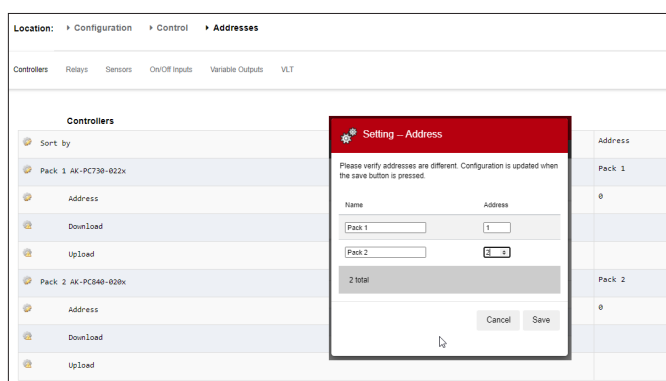 Location: Configuration Control Addresses
Controllers Relays Sensors On/Off Inputs Variable Outputs VLT
Controllers
Sort by Address
Pack 1 AK-PC730-022x Pack 1
Address 0
Download
Upload
Pack 2 AK-PC840-020x Pack 2
Address 0
Download
Upload
Setting – Address
Please verify addresses are different. Configuration is updated when
the save button is pressed.
Name Address
Pack 1 1
Pack 2 2
2 total
Cancel Save